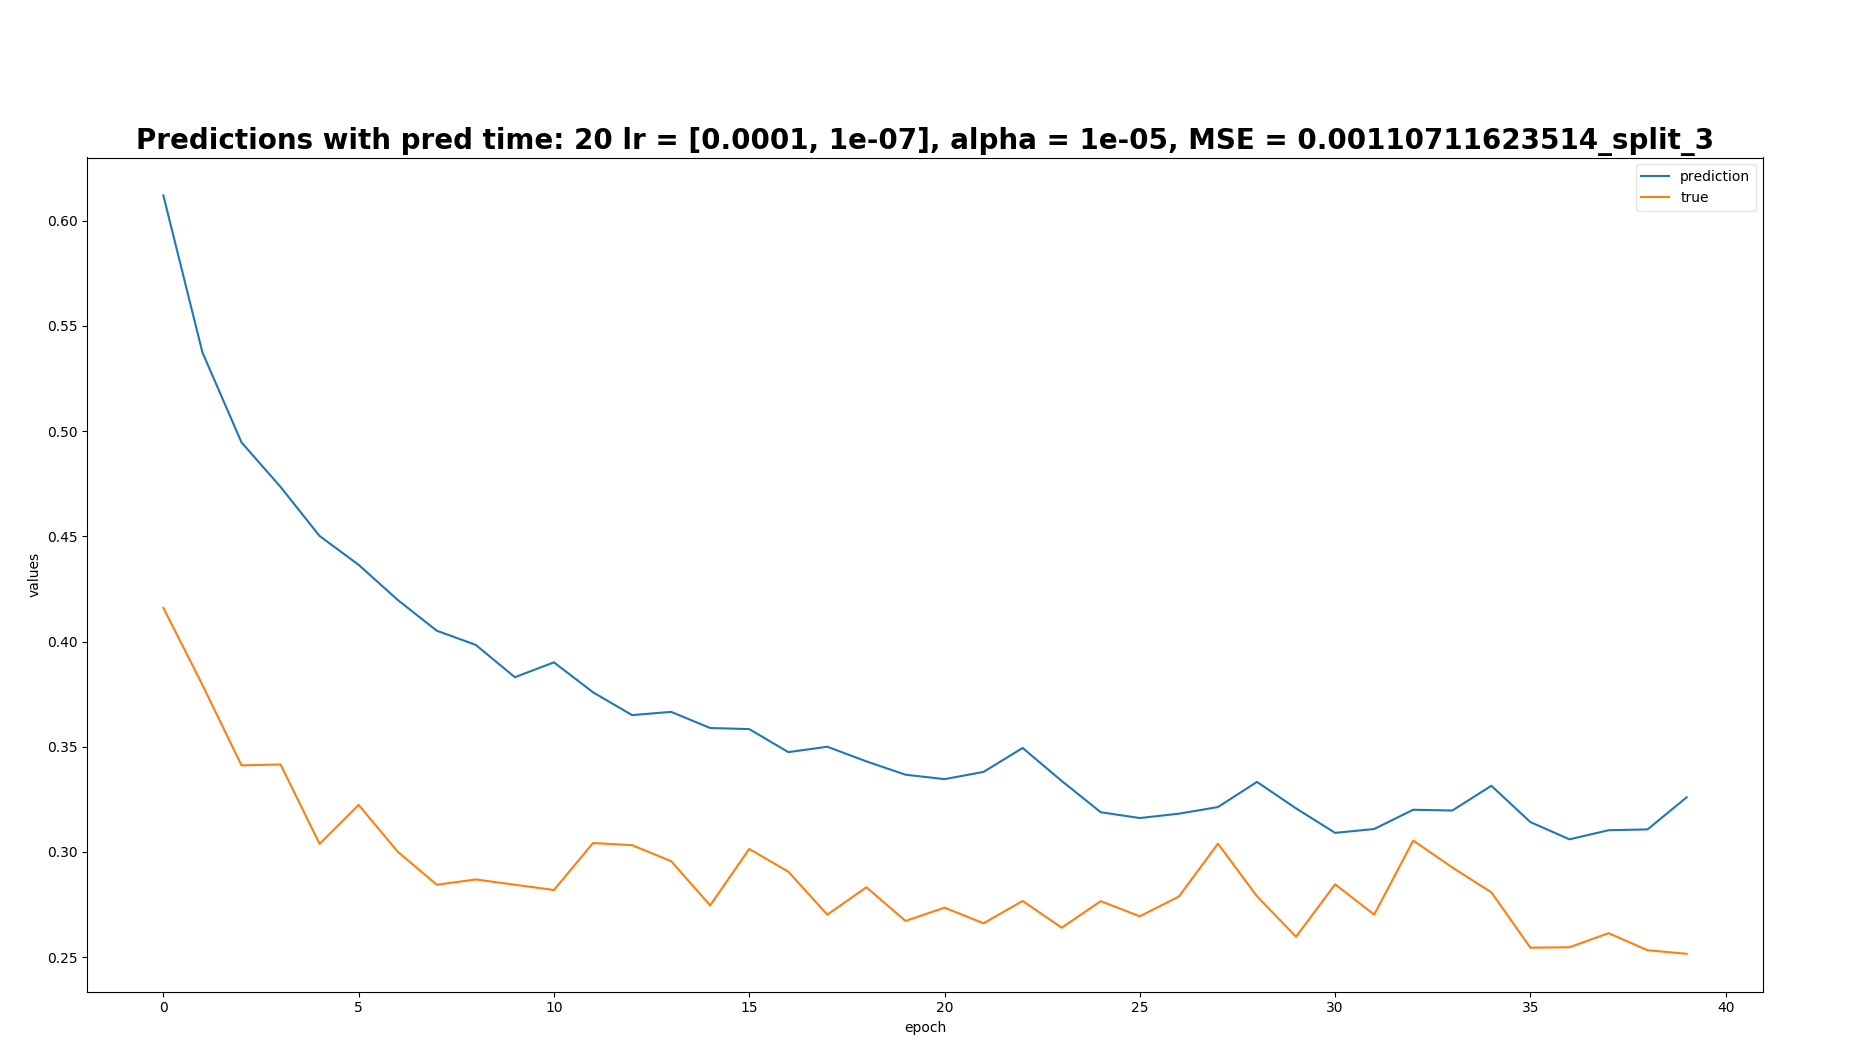 Predictions with pred time: 20 lr = [0.0001, 1e-07], alpha = 1e-05, MSE = 0.00110711623514_split_3
prediction
true
0.60
0.55
0.50
0.45
0.40
0.35
0.30
0.25
values
0 5 10 15 20 25 30 35 40
epoch